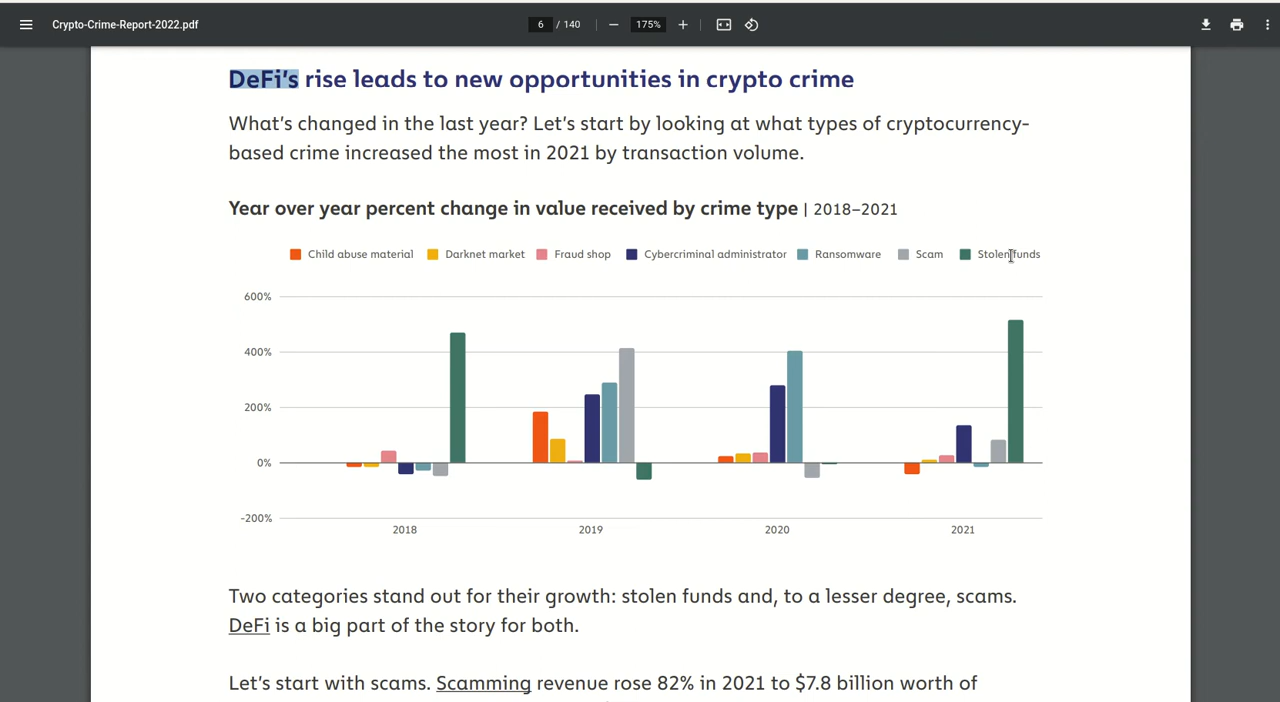 Crypto-Crime-Report-2022.pdf 6 / 140 175%
DeFi's rise leads to new opportunities in crypto crime
What's changed in the last year? Let's start by looking at what types of cryptocurrency-
based crime increased the most in 2021 by transaction volume.
Year over year percent change in value received by crime type | 2018–2021
Child abuse material Darknet market Fraud shop Cybercriminal administrator Ransomware Scam Stolen funds
600%
400%
200%
0%
-200%
2018 2019 2020 2021
Two categories stand out for their growth: stolen funds and, to a lesser degree, scams.
DeFi is a big part of the story for both.
Let's start with scams. Scamming revenue rose 82% in 2021 to $7.8 billion worth of